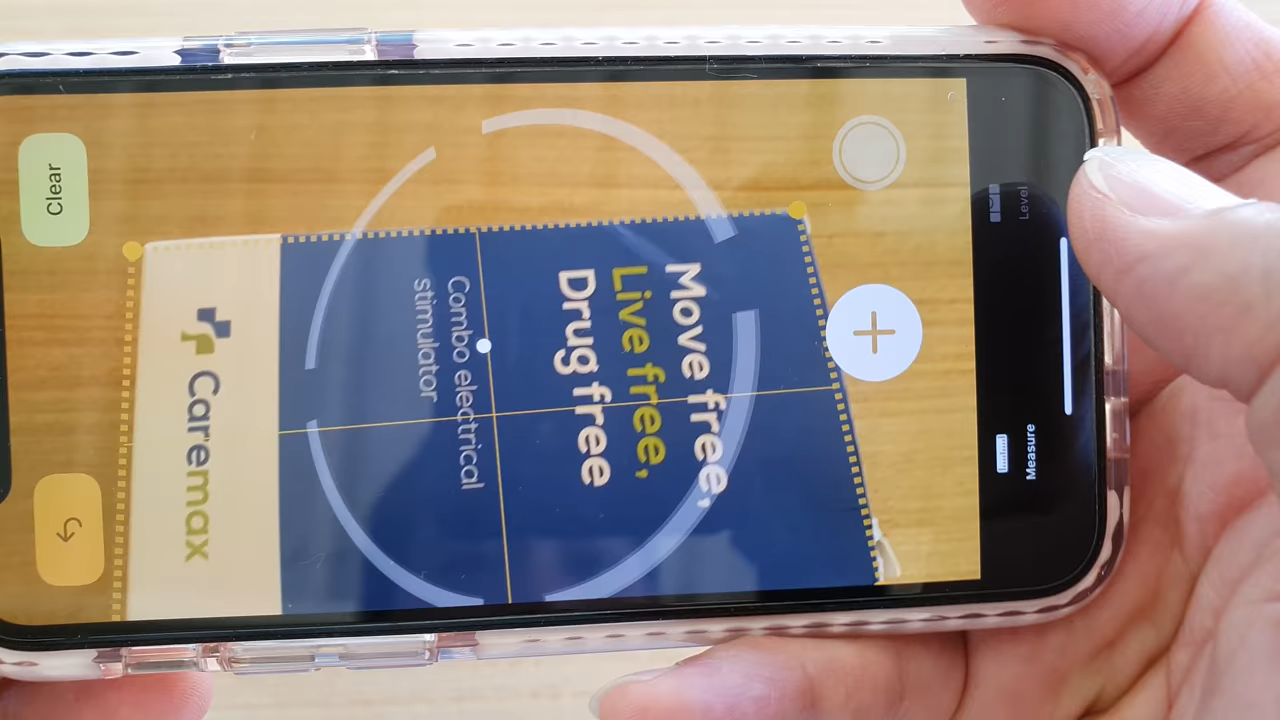 Clear
Move free,
Live free,
Drug free
Combo electrical
stimulator
Caremax
Level
Measure